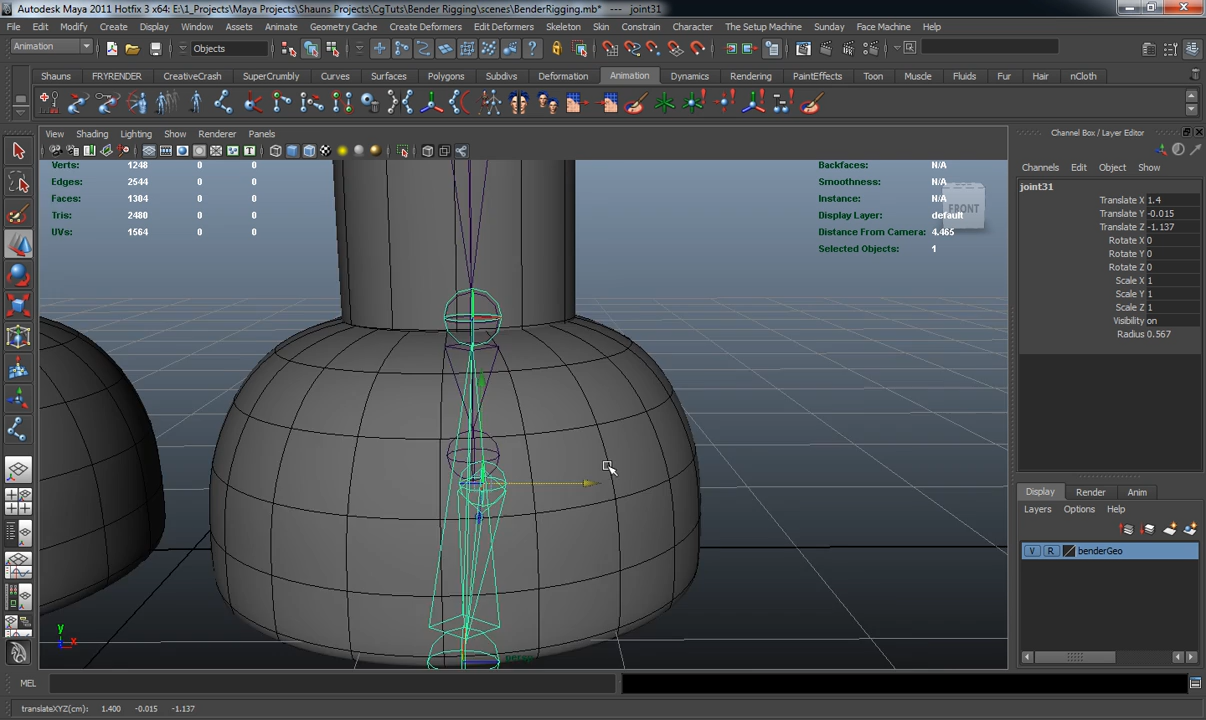 Autodesk Maya 2011 Hotfix 3 x64: E:\1_Projects\Maya Projects\Shauns Projects\CgTuts\Bender Rigging\scenes\BenderRigging.mb* --- joint31
File Edit Modify Create Display Window Assets Animate Geometry Cache Create Deformers Edit Deformers Skeleton Skin Constrain Character The Setup Machine Sunday Face Machine Help
Animation Objects
Shauns FRYRENDER CreativeCrash SuperCrumbly Curves Surfaces Polygons Subdivs Deformation Animation Dynamics Rendering PaintEffects Toon Muscle Fluids Fur Hair nCloth
View Shading Lighting Show Renderer Panels
Channel Box / Layer Editor
Channels Edit Object Show
Verts: 1248 0 0
Edges: 2544 0 0
Faces: 1304 0 0
Tris: 2480 0 0
UVs: 1564 0 0
Backfaces: N/A
Smoothness: N/A
Instance: N/A
Display Layer: default
Distance From Camera: 4.465
Selected Objects: 1
FRONT
joint31
Translate X 1.4
Translate Y -0.015
Translate Z -1.137
Rotate X 0
Rotate Y 0
Rotate Z 0
Scale X 1
Scale Y 1
Scale Z 1
Visibility on
Radius 0.567
Display Render Anim
Layers Options Help
V R benderGeo
y
x
persp
MEL
translateXYZ(cm): 1.400 -0.015 -1.137